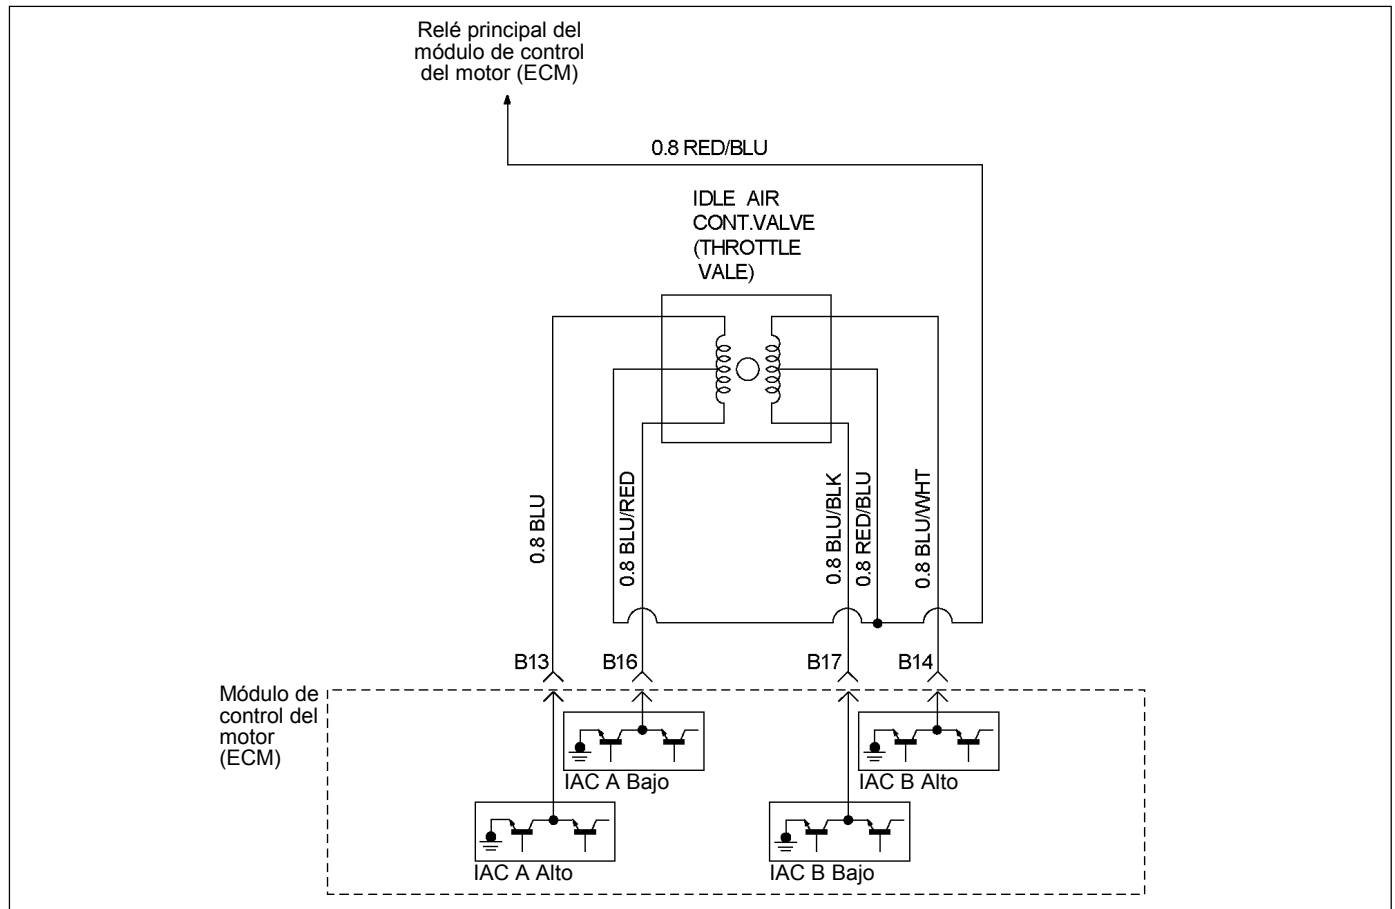 Relé principal del
módulo de control
del motor (ECM)
0.8 RED/BLU
IDLE AIR
CONT.VALVE
(THROTTLE
VALE)
0.8 BLU
0.8 BLU/RED
0.8 BLU/BLK
0.8 RED/BLU
0.8 BLU/WHT
B13
B16
B17
B14
Módulo de
control del
motor
(ECM)
IAC A Bajo
IAC B Alto
IAC A Alto
IAC B Bajo